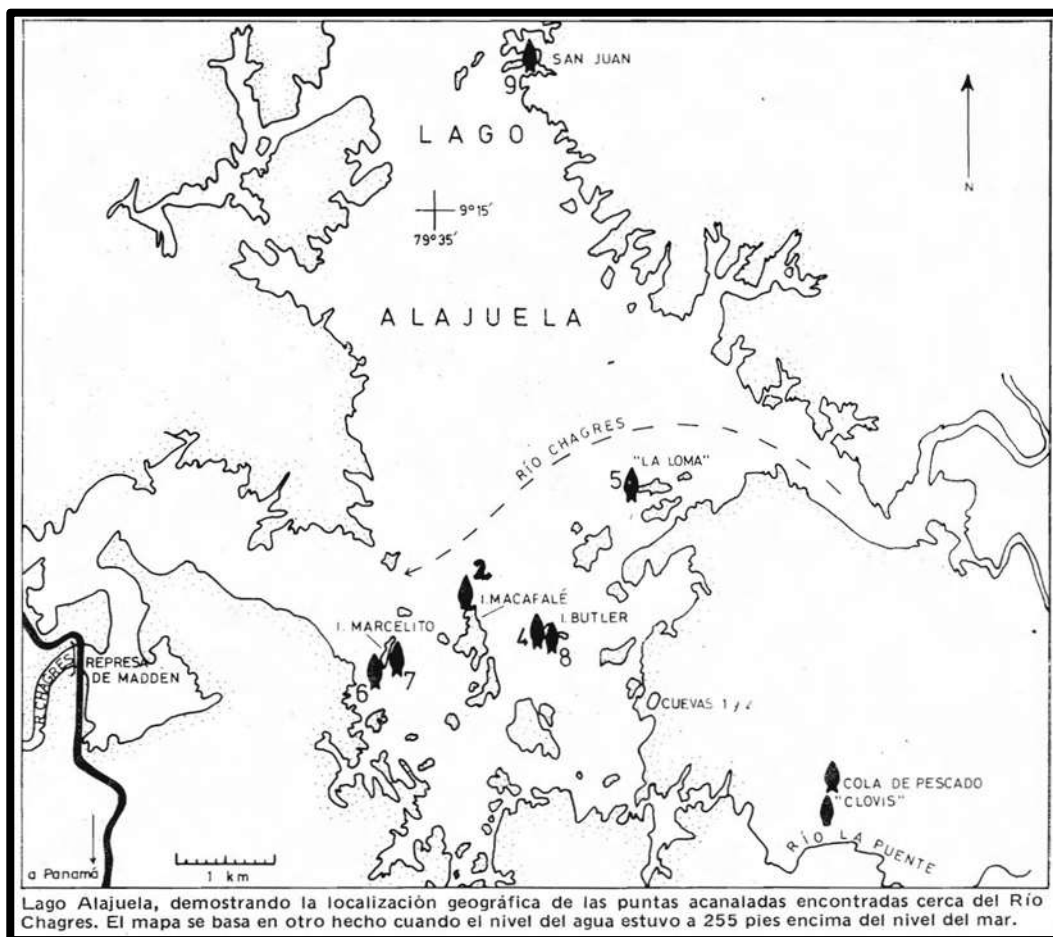 SAN JUAN
9
LAGO
9°15'
79°35'
N
ALAJUELA
RÍO CHAGRES
"LA LOMA"
5
2
I. MACAFALÉ
I. MARCELITO
4
I. BUTLER
8
6
7
R. CHAGRES
REPRESA
DE MADDEN
CUEVAS 1 y 2
COLA DE PESCADO
"CLOVIS"
RÍO LA PUENTE
1 km
a Panamá
Lago Alajuela, demostrando la localización geográfica de las puntas acanaladas encontradas cerca del Río
Chagres. El mapa se basa en otro hecho cuando el nivel del agua estuvo a 255 pies encima del nivel del mar.